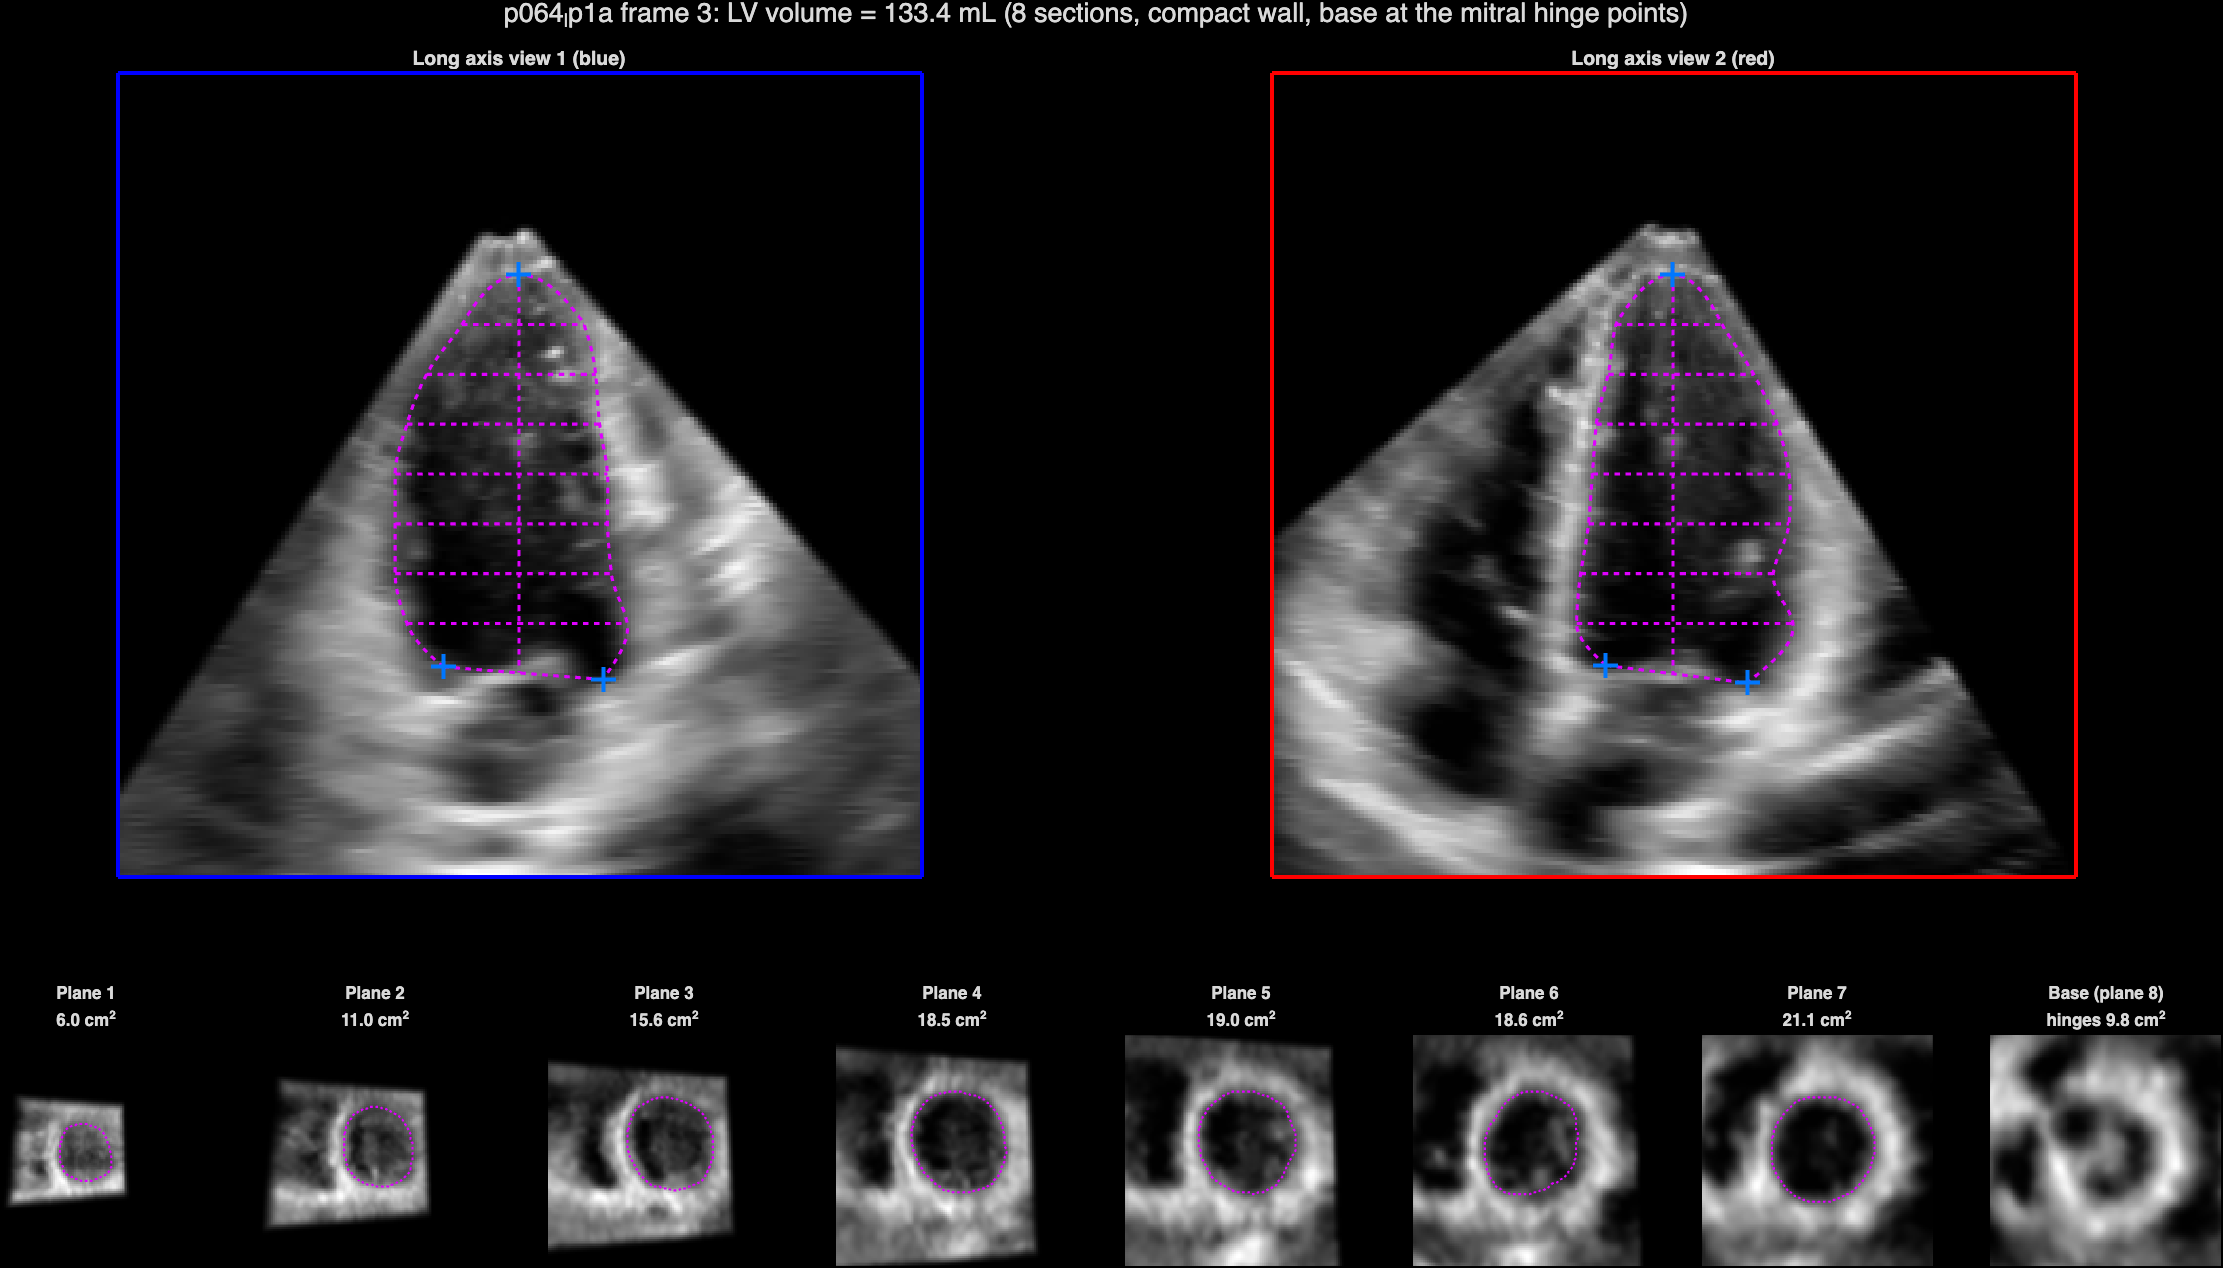 p064ₗp1a frame 3: LV volume = 133.4 mL (8 sections, compact wall, base at the mitral hinge points)
Long axis view 1 (blue)
Long axis view 2 (red)
Plane 1
6.0 cm²
Plane 2
11.0 cm²
Plane 3
15.6 cm²
Plane 4
18.5 cm²
Plane 5
19.0 cm²
Plane 6
18.6 cm²
Plane 7
21.1 cm²
Base (plane 8)
hinges 9.8 cm²